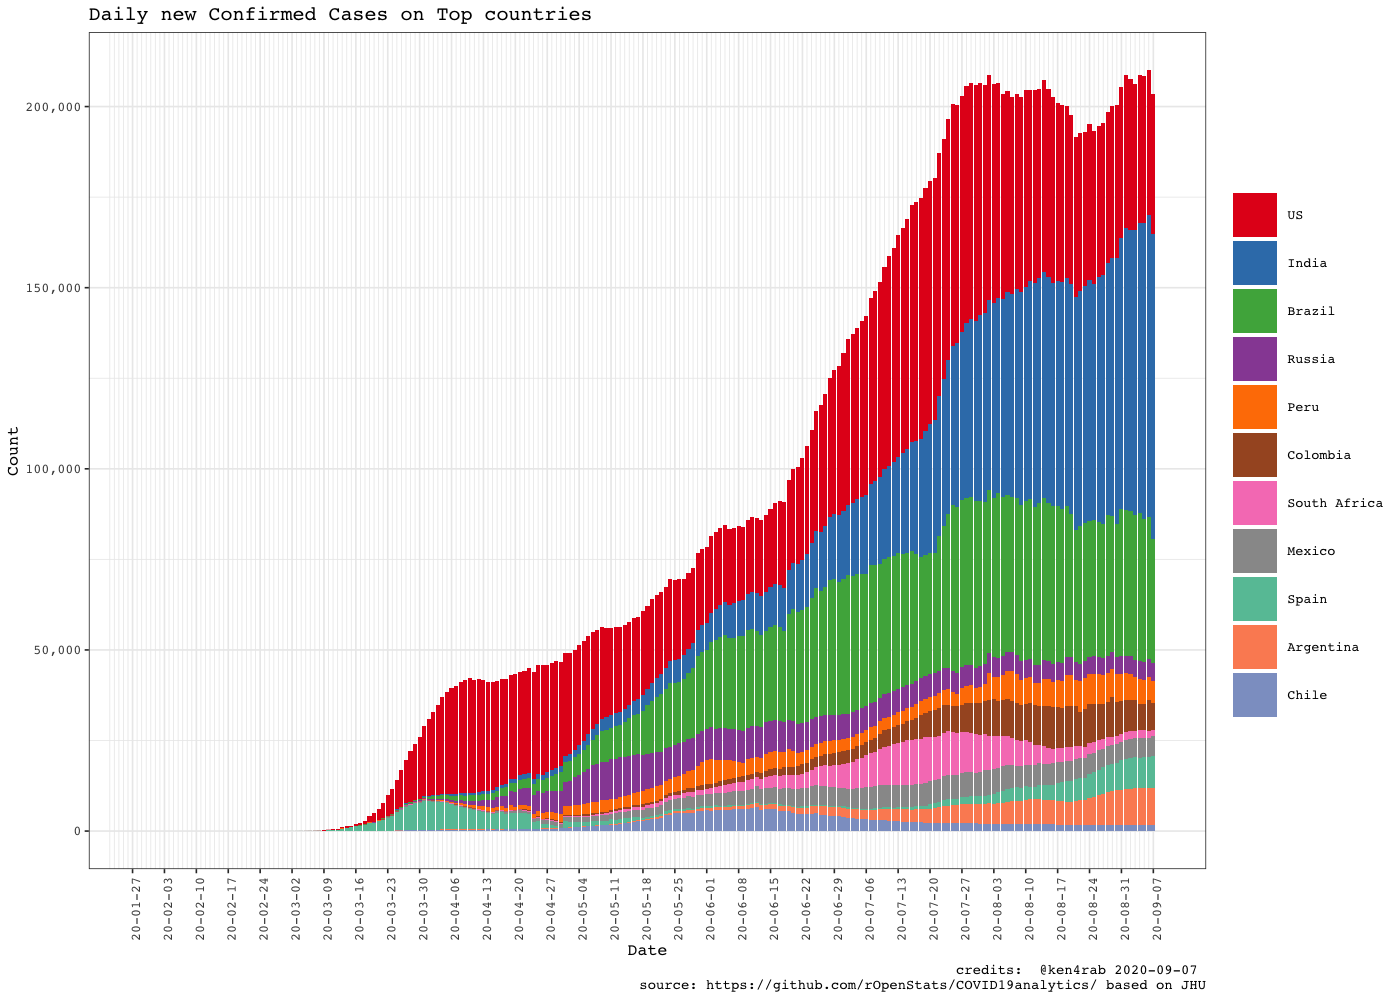 Daily new Confirmed Cases on Top countries
200,000
150,000
100,000
50,000
0
Count
20-01-27
20-02-03
20-02-10
20-02-17
20-02-24
20-03-02
20-03-09
20-03-16
20-03-23
20-03-30
20-04-06
20-04-13
20-04-20
20-04-27
20-05-04
20-05-11
20-05-18
20-05-25
20-06-01
20-06-08
20-06-15
20-06-22
20-06-29
20-07-06
20-07-13
20-07-20
20-07-27
20-08-03
20-08-10
20-08-17
20-08-24
20-08-31
20-09-07
Date
US
India
Brazil
Russia
Peru
Colombia
South Africa
Mexico
Spain
Argentina
Chile
credits: @ken4rab 2020-09-07
source: https://github.com/rOpenStats/COVID19analytics/ based on JHU